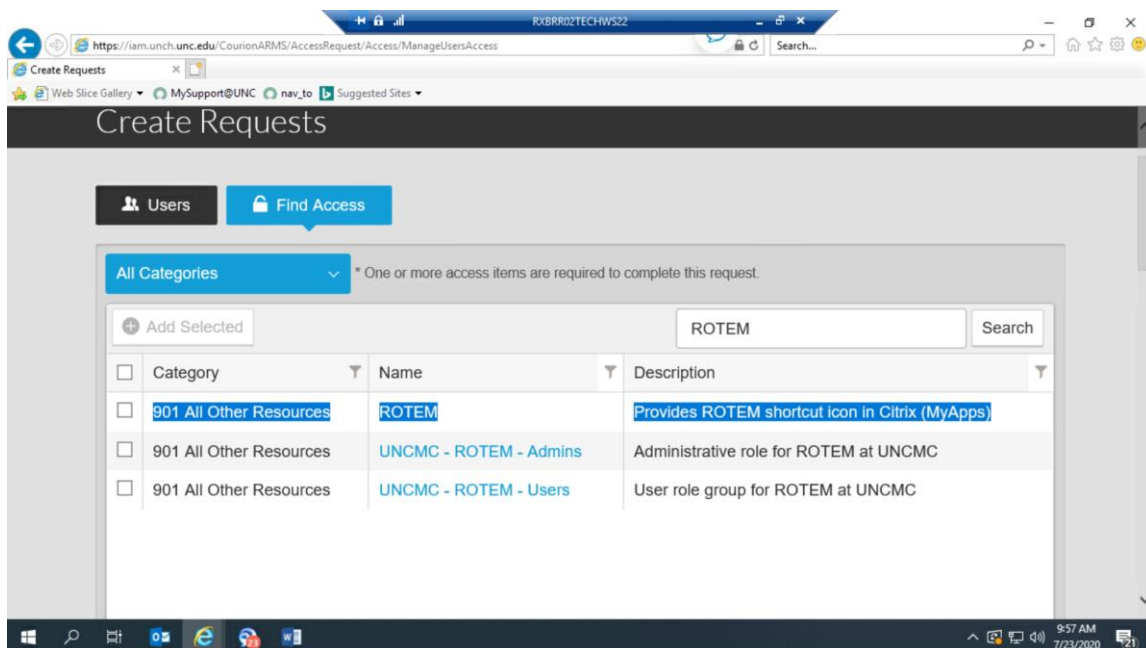 RXBRR02TECHWS22
https://iam.unch.unc.edu/CourionARMS/AccessRequest/Access/ManageUsersAccess
Search...
Create Requests
Web Slice Gallery MySupport@UNC nav_to Suggested Sites
Create Requests
Users Find Access
All Categories * One or more access items are required to complete this request.
Add Selected ROTEM Search
Category Name Description
901 All Other Resources ROTEM Provides ROTEM shortcut icon in Citrix (MyApps)
901 All Other Resources UNCMC - ROTEM - Admins Administrative role for ROTEM at UNCMC
901 All Other Resources UNCMC - ROTEM - Users User role group for ROTEM at UNCMC
9:57 AM
7/23/2020
23
21